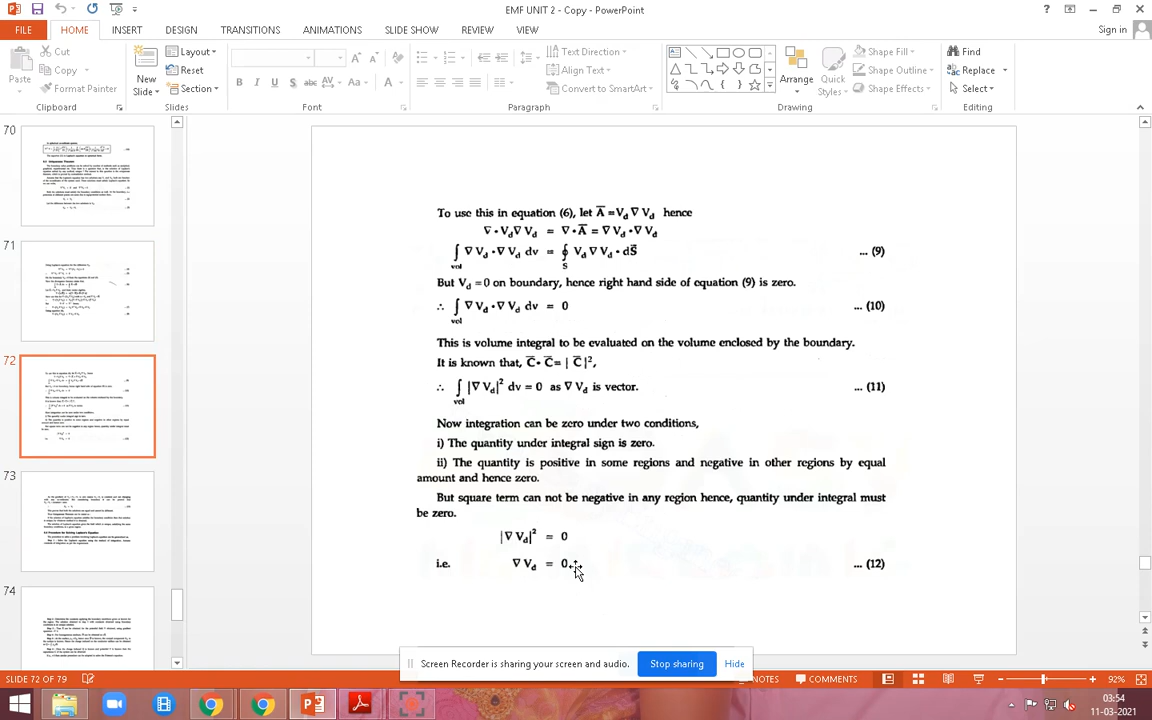 EMF UNIT 2 - Copy - PowerPoint
Sign in
FILE HOME INSERT DESIGN TRANSITIONS ANIMATIONS SLIDE SHOW REVIEW VIEW
Paste
Cut
Copy
Format Painter
Clipboard
New Slide
Layout
Reset
Section
Slides
Font
Text Direction
Align Text
Convert to SmartArt
Paragraph
Arrange
Quick Styles
Shape Fill
Shape Outline
Shape Effects
Drawing
Find
Replace
Select
Editing
70
71
72
73
74
To use this in equation (6), let A̅ = V_d ∇ V_d hence
∇ • V_d ∇ V_d = ∇ • A̅ = ∇ V_d • ∇ V_d
∫_vol ∇ V_d • ∇ V_d dv = ∮_S V_d ∇ V_d • dS̅ ... (9)
But V_d = 0 on boundary, hence right hand side of equation (9) is zero.
∴ ∫_vol ∇ V_d • ∇ V_d dv = 0 ... (10)
This is volume integral to be evaluated on the volume enclosed by the boundary.
It is known that, C̅ • C̅ = | C̅ |²,
∴ ∫_vol |∇ V_d|² dv = 0 as ∇ V_d is vector. ... (11)
Now integration can be zero under two conditions,
i) The quantity under integral sign is zero.
ii) The quantity is positive in some regions and negative in other regions by equal
amount and hence zero.
But square term can not be negative in any region hence, quantity under integral must
be zero.
|∇ V_d|² = 0
i.e. ∇ V_d = 0 ... (12)
Screen Recorder is sharing your screen and audio. Stop sharing Hide
SLIDE 72 OF 79 NOTES COMMENTS 92%
03:54
11-03-2021